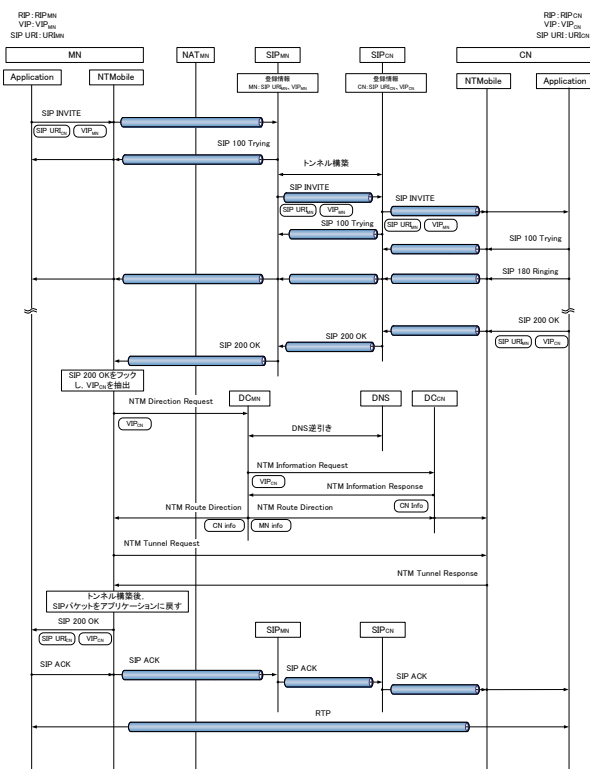 RIP:RIPMN
VIP:VIPMN
SIP URI:URIMN
RIP:RIPCN
VIP:VIPCN
SIP URI:URICN
MN
NATMN
SIPMN
SIPCN
CN
Application
NTMobile
登録情報
MN:SIP URIMN、VIPMN
登録情報
CN:SIP URICN、VIPCN
NTMobile
Application
SIP INVITE
SIP URICN
VIPMN
SIP 100 Trying
トンネル構築
SIP INVITE
SIP URIMN
VIPMN
SIP INVITE
SIP URIMN
VIPMN
SIP 100 Trying
SIP 100 Trying
SIP 180 Ringing
SIP 200 OK
SIP URIMN
VIPCN
SIP 200 OK
SIP 200 OK
SIP 200 OKをフック
し、VIPCNを抽出
DCMN
DNS
DCCN
NTM Direction Request
VIPCN
DNS逆引き
NTM Information Request
VIPCN
NTM Information Response
CN Info
NTM Route Direction
NTM Route Direction
CN info
MN info
NTM Tunnel Request
NTM Tunnel Response
トンネル構築後、
SIPパケットをアプリケーションに戻す
SIP 200 OK
SIP URICN
VIPCN
SIPMN
SIPCN
SIP ACK
SIP ACK
SIP ACK
SIP ACK
RTP